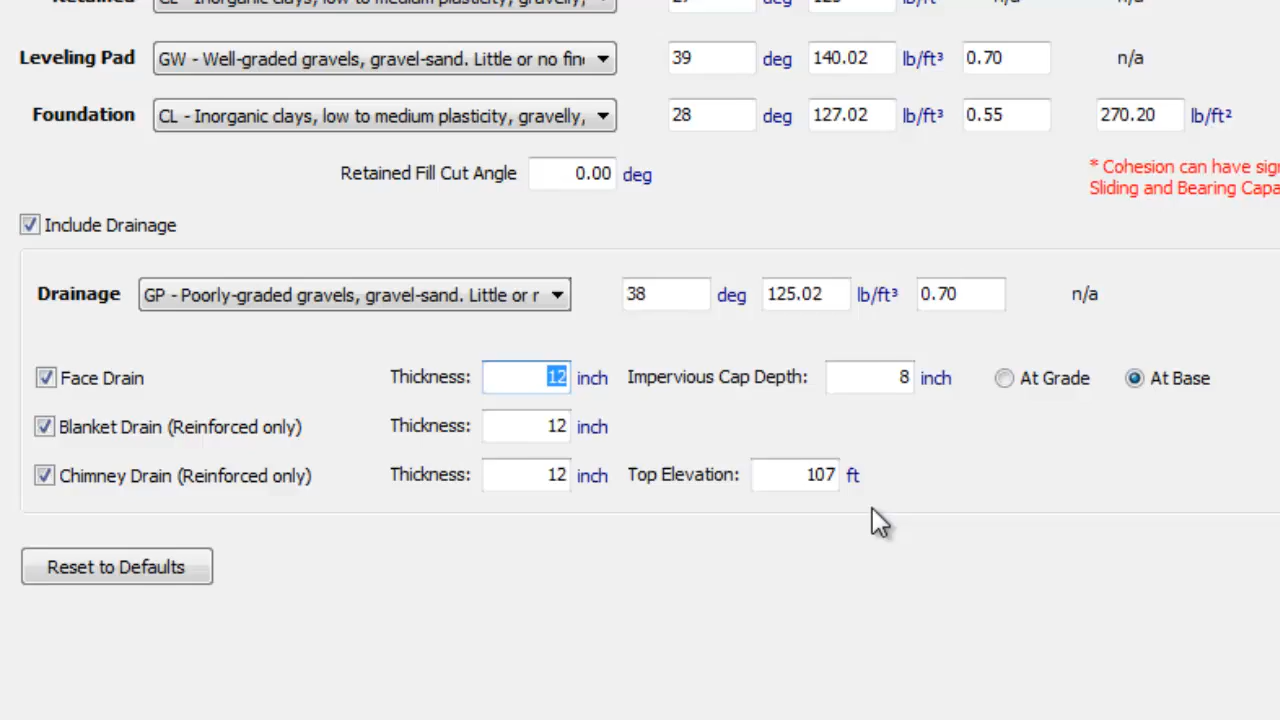 Retained CL - Inorganic clays, low to medium plasticity, gravelly, deg lb/ft³ n/a n/a
Leveling Pad GW - Well-graded gravels, gravel-sand. Little or no fin 39 deg 140.02 lb/ft³ 0.70 n/a
Foundation CL - Inorganic clays, low to medium plasticity, gravelly, 28 deg 127.02 lb/ft³ 0.55 270.20 lb/ft²
Retained Fill Cut Angle 0.00 deg
* Cohesion can have sig
Sliding and Bearing Capa
Include Drainage
Drainage GP - Poorly-graded gravels, gravel-sand. Little or r 38 deg 125.02 lb/ft³ 0.70 n/a
Face Drain Thickness: 12 inch Impervious Cap Depth: 8 inch At Grade At Base
Blanket Drain (Reinforced only) Thickness: 12 inch
Chimney Drain (Reinforced only) Thickness: 12 inch Top Elevation: 107 ft
Reset to Defaults